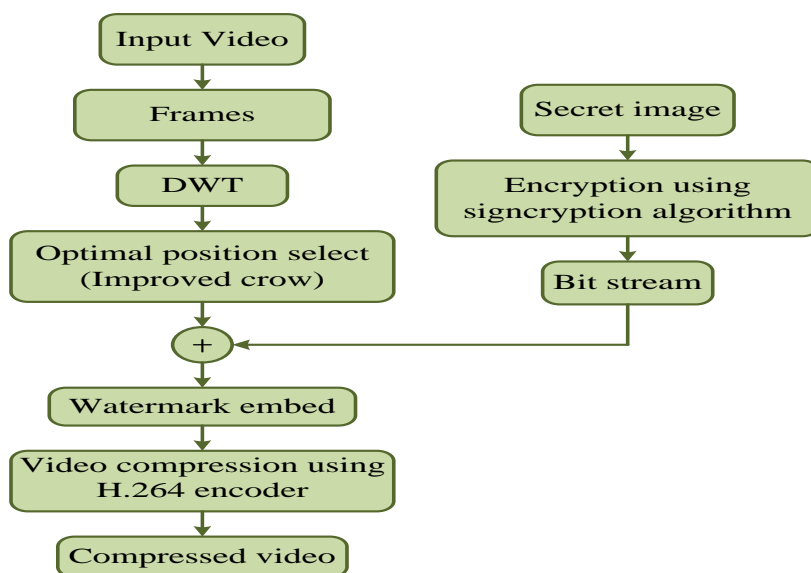 Input Video
Frames
DWT
Optimal position select
(Improved crow)
Secret image
Encryption using
signcryption algorithm
Bit stream
+
Watermark embed
Video compression using
H.264 encoder
Compressed video